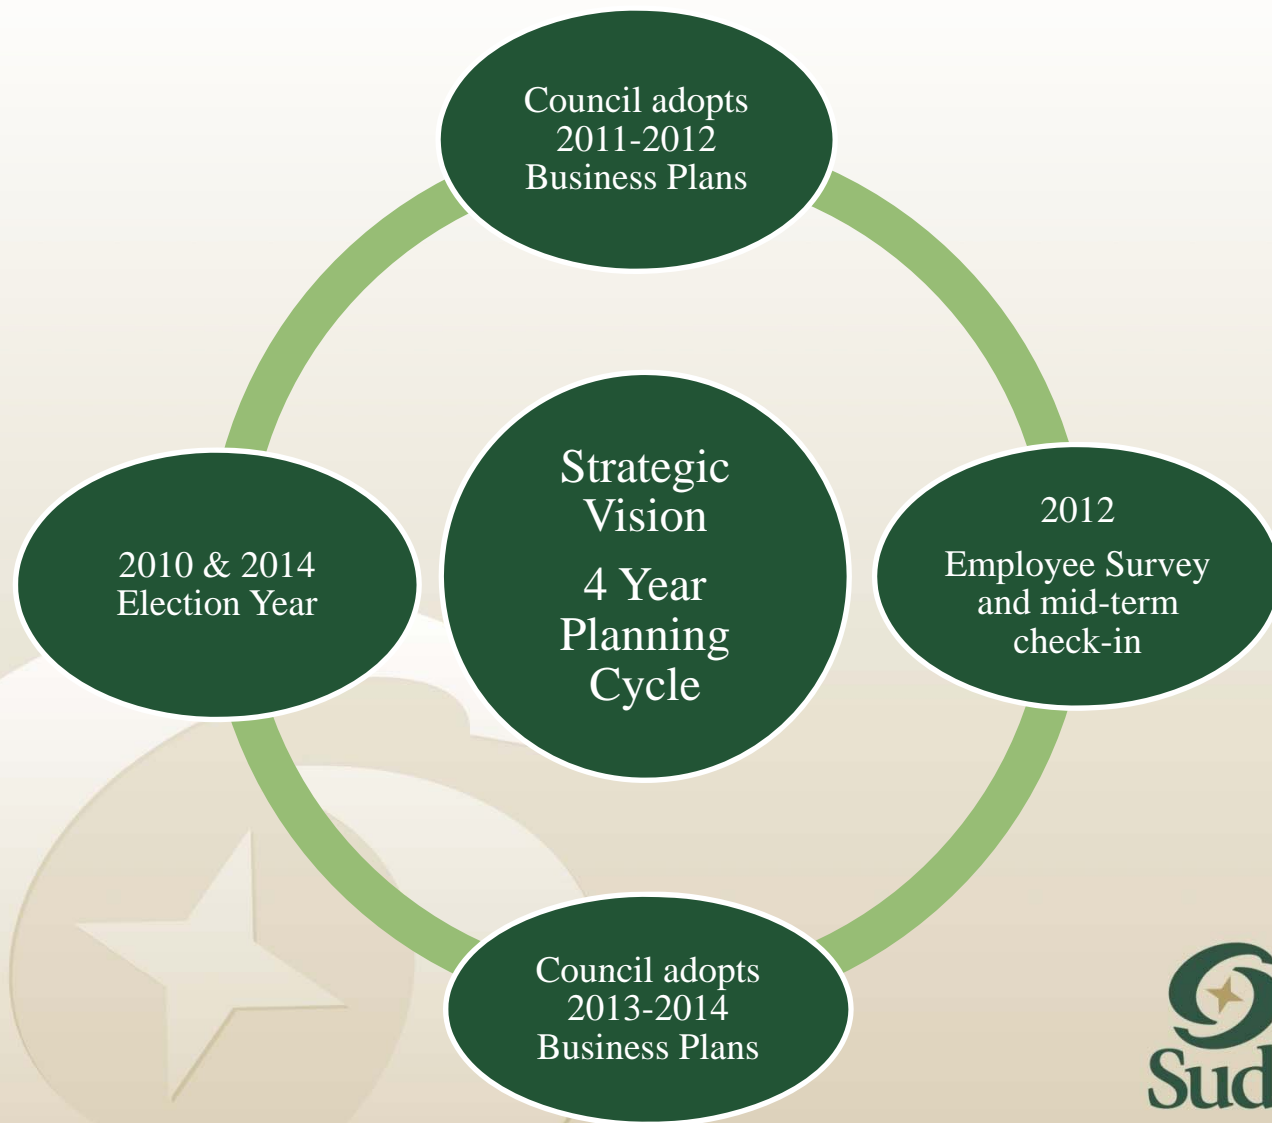 Council adopts
2011-2012
Business Plans
Strategic
Vision
4 Year
Planning
Cycle
2012
Employee Survey
and mid-term
check-in
2010 & 2014
Election Year
Council adopts
2013-2014
Business Plans